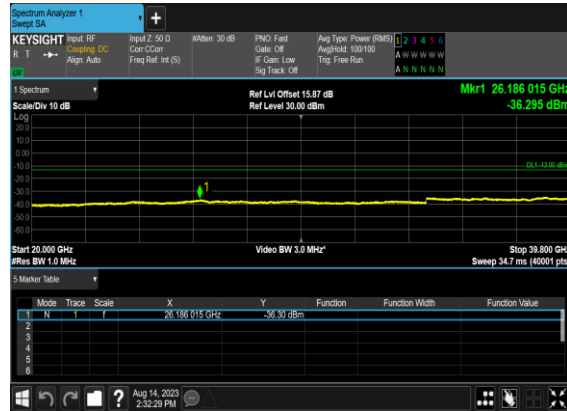 Spectrum Analyzer 1
Swept SA
+
KEYSIGHT Input: RF Input Z: 50 Ω #Atten: 30 dB PNO: Fast Avg Type: Power (RMS) 1 2 3 4 5 6
R T Coupling: DC Corr CCorr Gate: Off Avg|Hold: 100/100 A W W W W W
Align: Auto Freq Ref: Int (S) IF Gain: Low Trig: Free Run
LW Sig Track: Off A N N N N N
1 Spectrum Ref Lvl Offset 15.87 dB Mkr1 26.186 015 GHz
Scale/Div 10 dB Ref Level 30.00 dBm -36.295 dBm
Log
20.0
10.0
0.00
-10.0 DL1 -13.00 dBm
-20.0
-30.0 1
-40.0
-50.0
-60.0
Start 20.000 GHz Video BW 3.0 MHz* Stop 39.800 GHz
#Res BW 1.0 MHz Sweep 34.7 ms (40001 pts)
5 Marker Table
Mode Trace Scale X Y Function Function Width Function Value
1 N 1 f 26.186 015 GHz -36.30 dBm
2
3
4
5
6
? Aug 14, 2023
2:32:29 PM